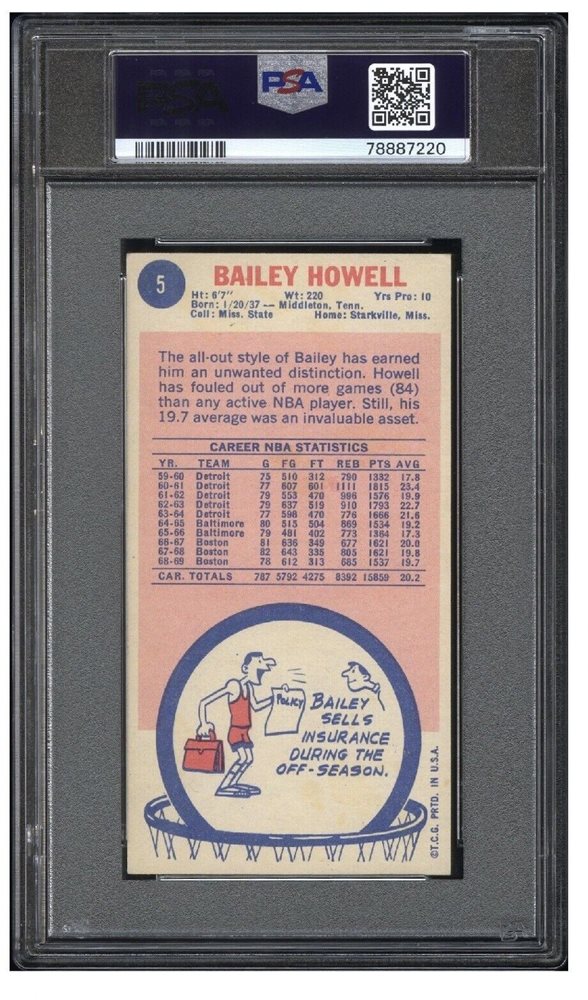 PSA
PSA
78887220
5
BAILEY HOWELL
Ht: 6'7" Wt: 220 Yrs Pro: 10
Born: 1/20/37 — Middleton, Tenn.
Coll: Miss. State Home: Starkville, Miss.
The all-out style of Bailey has earned
him an unwanted distinction. Howell
has fouled out of more games (84)
than any active NBA player. Still, his
19.7 average was an invaluable asset.
CAREER NBA STATISTICS
YR. TEAM G FG FT REB PTS AVG
59-60 Detroit 75 510 312 790 1332 17.8
60-61 Detroit 77 607 601 1111 1815 23.4
61-62 Detroit 79 553 470 996 1576 19.9
62-63 Detroit 79 637 519 910 1793 22.7
63-64 Detroit 77 598 470 776 1666 21.6
64-65 Baltimore 80 515 504 869 1534 19.2
65-66 Baltimore 79 481 402 773 1364 17.3
66-67 Boston 81 636 349 677 1621 20.0
67-68 Boston 82 643 335 805 1621 19.8
68-69 Boston 78 612 313 685 1537 19.7
CAR. TOTALS 787 5792 4275 8392 15859 20.2
POLICY
BAILEY
SELLS
INSURANCE
DURING THE
OFF-SEASON.
©T.C.G. PRTD. IN U.S.A.